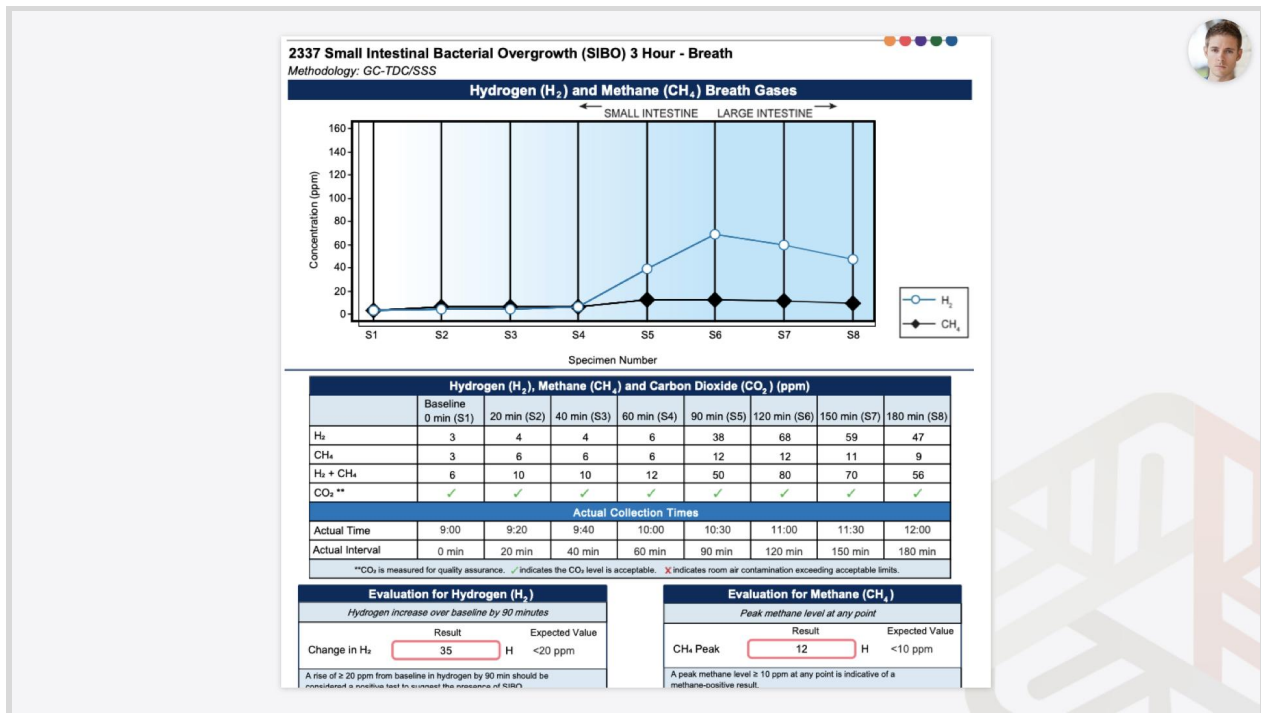 2337 Small Intestinal Bacterial Overgrowth (SIBO) 3 Hour - Breath
Methodology: GC-TDC/SSS
Hydrogen (H₂) and Methane (CH₄) Breath Gases
SMALL INTESTINE LARGE INTESTINE
160
140
120
100
80
60
40
20
0
Concentration (ppm)
S1 S2 S3 S4 S5 S6 S7 S8
Specimen Number
H₂
CH₄
Hydrogen (H₂), Methane (CH₄) and Carbon Dioxide (CO₂) (ppm)
Baseline
0 min (S1) 20 min (S2) 40 min (S3) 60 min (S4) 90 min (S5) 120 min (S6) 150 min (S7) 180 min (S8)
H₂ 3 4 4 6 38 68 59 47
CH₄ 3 6 6 6 12 12 11 9
H₂ + CH₄ 6 10 10 12 50 80 70 56
CO₂ ** ✓ ✓ ✓ ✓ ✓ ✓ ✓ ✓
Actual Collection Times
Actual Time 9:00 9:20 9:40 10:00 10:30 11:00 11:30 12:00
Actual Interval 0 min 20 min 40 min 60 min 90 min 120 min 150 min 180 min
**CO₂ is measured for quality assurance. ✓ indicates the CO₂ level is acceptable. X indicates room air contamination exceeding acceptable limits.
Evaluation for Hydrogen (H₂)
Hydrogen increase over baseline by 90 minutes
Result Expected Value
Change in H₂ 35 H <20 ppm
A rise of ≥ 20 ppm from baseline in hydrogen by 90 min should be
considered a positive test to suggest the presence of SIBO
Evaluation for Methane (CH₄)
Peak methane level at any point
Result Expected Value
CH₄ Peak 12 H <10 ppm
A peak methane level ≥ 10 ppm at any point is indicative of a
methane-positive result.